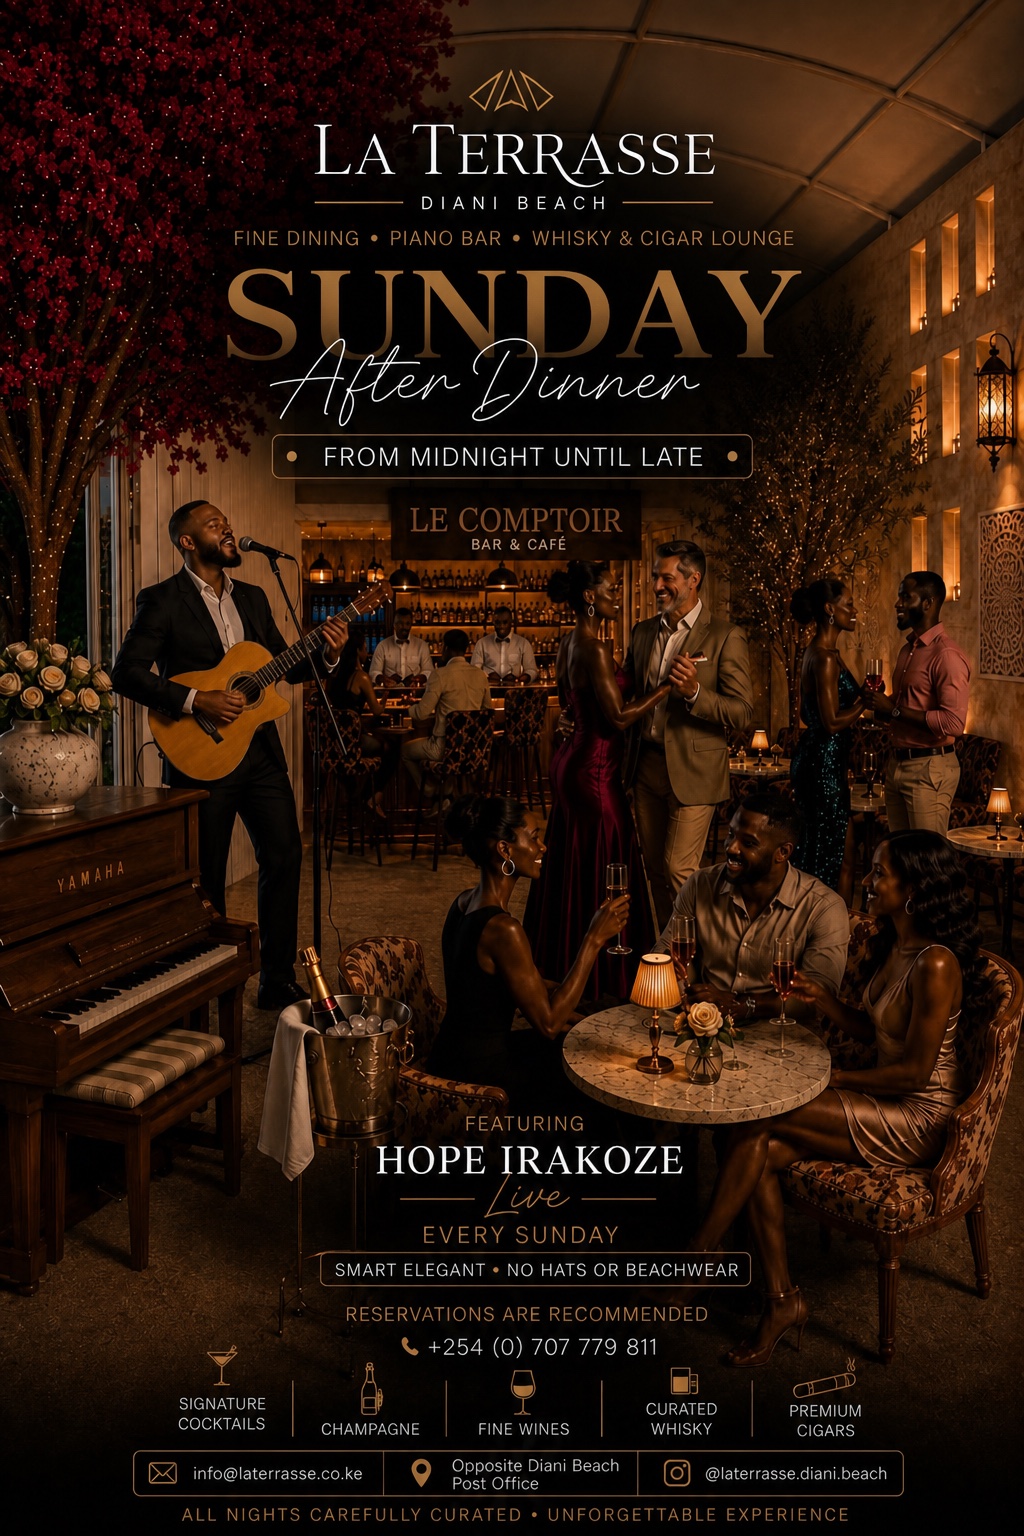 LA TERRASSE
DIANI BEACH
FINE DINING • PIANO BAR • WHISKY & CIGAR LOUNGE
SUNDAY
After Dinner
• FROM MIDNIGHT UNTIL LATE •
LE COMPTOIR
BAR & CAFÉ
YAMAHA
FEATURING
HOPE IRAKOZE
Live
EVERY SUNDAY
SMART ELEGANT • NO HATS OR BEACHWEAR
RESERVATIONS ARE RECOMMENDED
+254 (0) 707 779 811
SIGNATURE
COCKTAILS
CHAMPAGNE
FINE WINES
CURATED
WHISKY
PREMIUM
CIGARS
info@laterrasse.co.ke
Opposite Diani Beach
Post Office
@laterrasse.diani.beach
ALL NIGHTS CAREFULLY CURATED • UNFORGETTABLE EXPERIENCE